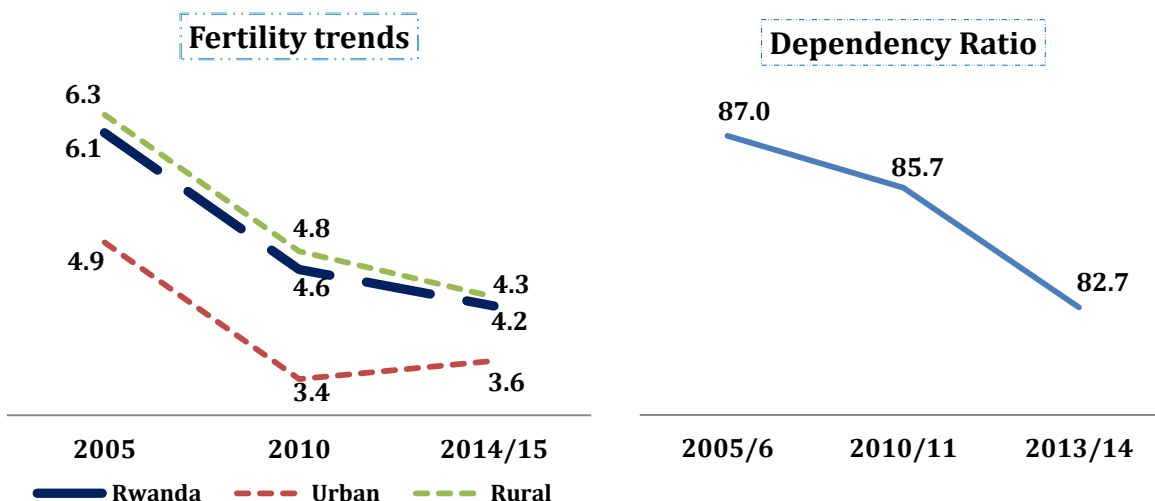 Fertility trends
6.3
6.1
4.9
4.8
4.6
3.4
4.3
4.2
3.6
2005 2010 2014/15
Rwanda Urban Rural
Dependency Ratio
87.0
85.7
82.7
2005/6 2010/11 2013/14